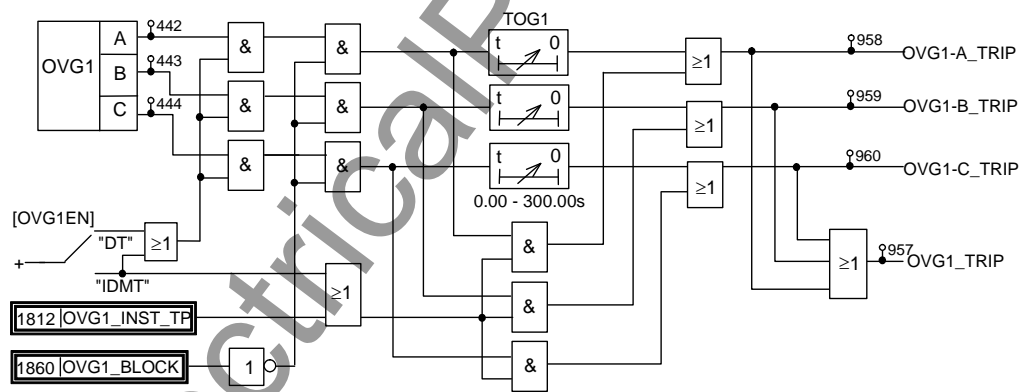 TOG1
442
t 0
958
A
&
&
≥1
OVG1-A_TRIP
OVG1
B
443
t 0
959
C
444
&
&
≥1
OVG1-B_TRIP
t 0
960
&
&
≥1
OVG1-C_TRIP
0.00 - 300.00s
[OVG1EN]
"DT"
≥1
&
+
957
≥1
OVG1_TRIP
"IDMT"
≥1
&
1812 OVG1_INST_TP
1860 OVG1_BLOCK
1
&